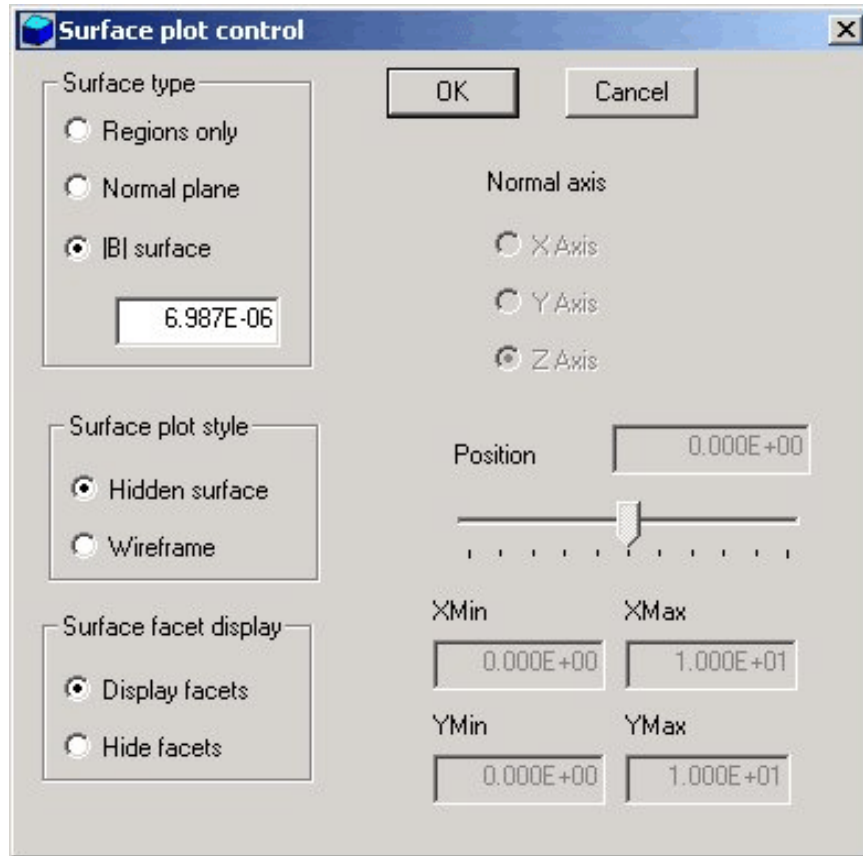 Surface plot control
Surface type
Regions only
Normal plane
|B| surface
6.987E-06
OK
Cancel
Normal axis
X Axis
Y Axis
Z Axis
Surface plot style
Hidden surface
Wireframe
Position
0.000E+00
Surface facet display
Display facets
Hide facets
XMin
XMax
0.000E+00
1.000E+01
YMin
YMax
0.000E+00
1.000E+01